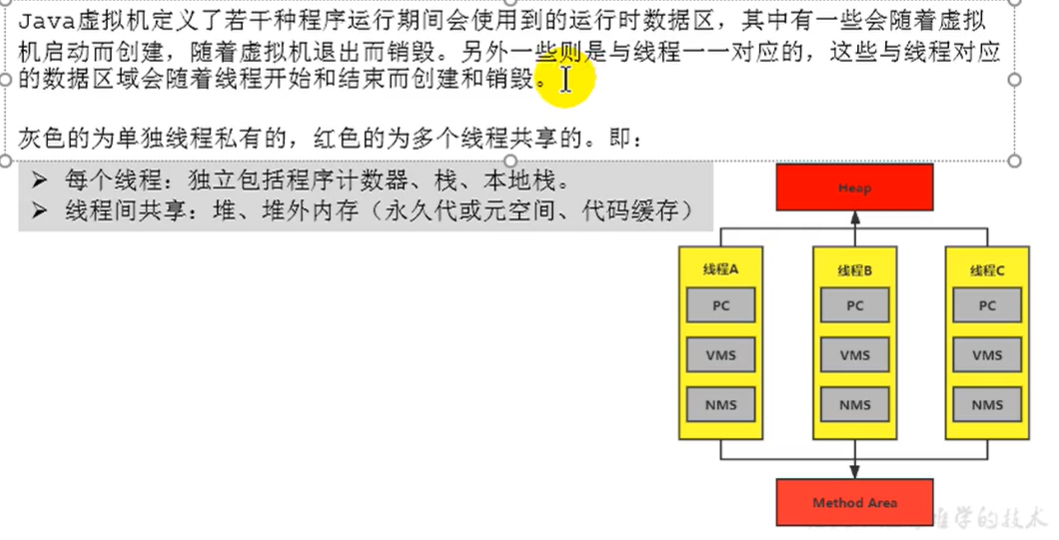 Java虚拟机定义了若干种程序运行期间会使用到的运行时数据区，其中有一些会随着虚拟
机启动而创建，随着虚拟机退出而销毁。另外一些则是与线程一一对应的，这些与线程对应
的数据区域会随着线程开始和结束而创建和销毁。
灰色的为单独线程私有的，红色的为多个线程共享的。即：
➢ 每个线程：独立包括程序计数器、栈、本地栈。
➢ 线程间共享：堆、堆外内存（永久代或元空间、代码缓存）
Heap
线程A
PC
VMS
NMS
线程B
PC
VMS
NMS
线程C
PC
VMS
NMS
Method Area
学的技术